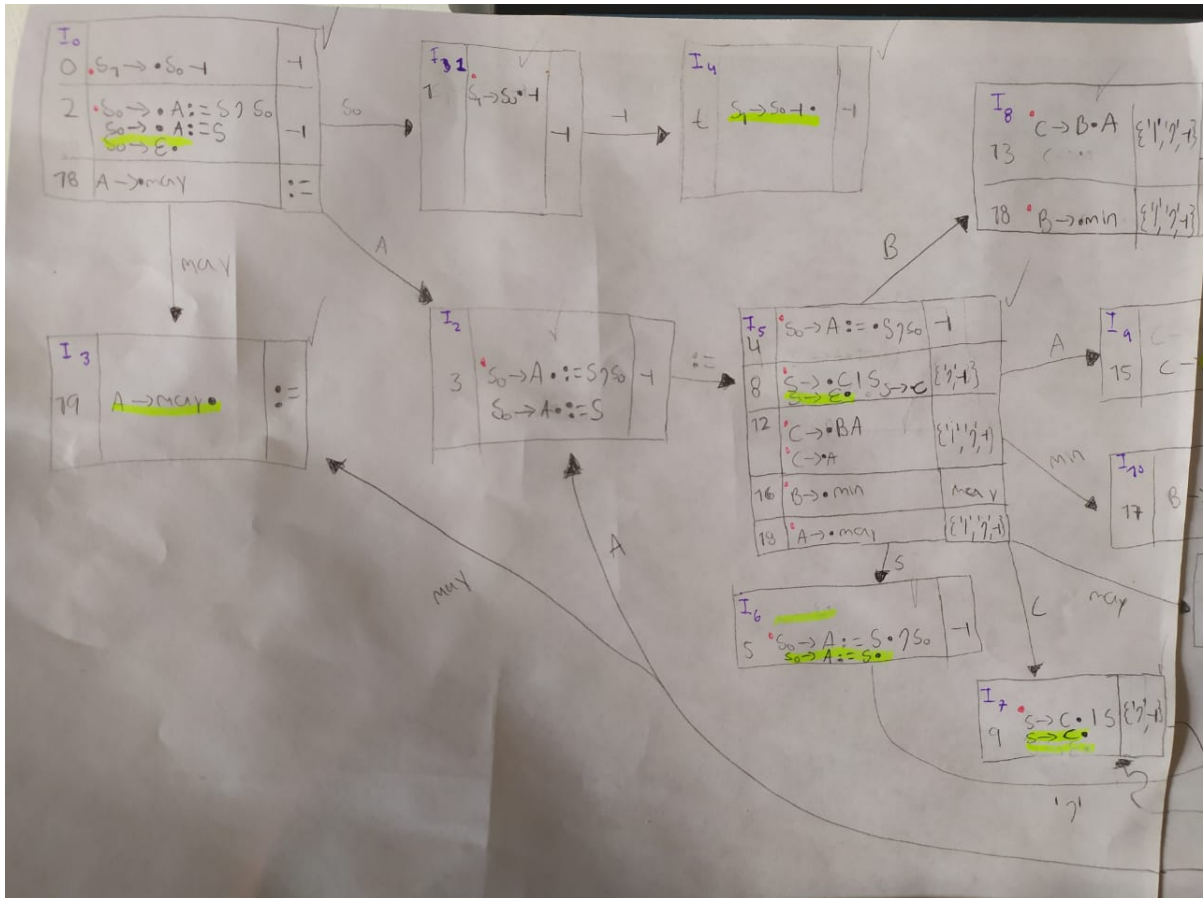 I₀
0 S₁→•S₀⊣ ⊣
2 S₀→•A:=S,S₀
S₀→•A:=S ⊣
S₀→ε•
18 A→•may :=
S₀
I₁
1 S₁→S₀•⊣ ⊣
⊣
I₄
t S₁→S₀⊣• ⊣
I₈
13 C→B•A {'|',',',⊣}
18 B→•min {'|',',',⊣}
may
A
B
I₃
19 A→may• :=
I₂
3 S₀→A•:=S,S₀ ⊣
S₀→A•:=S
:=
I₅
4 S₀→A:=•S,S₀ ⊣
8 S→•C|S S→C {',',⊣}
S→ε•
12 C→•BA {'|',',',⊣}
C→•A
16 B→•min may
18 A→•may {'|',',',⊣}
A
I₉
15 C→
min
I₁₀
17 B
S
C
may
may
A
I₆
5 S₀→A:=S•,S₀ ⊣
S₀→A:=S•
I₇
9 S→C•|S {',',⊣}
S→C•
','